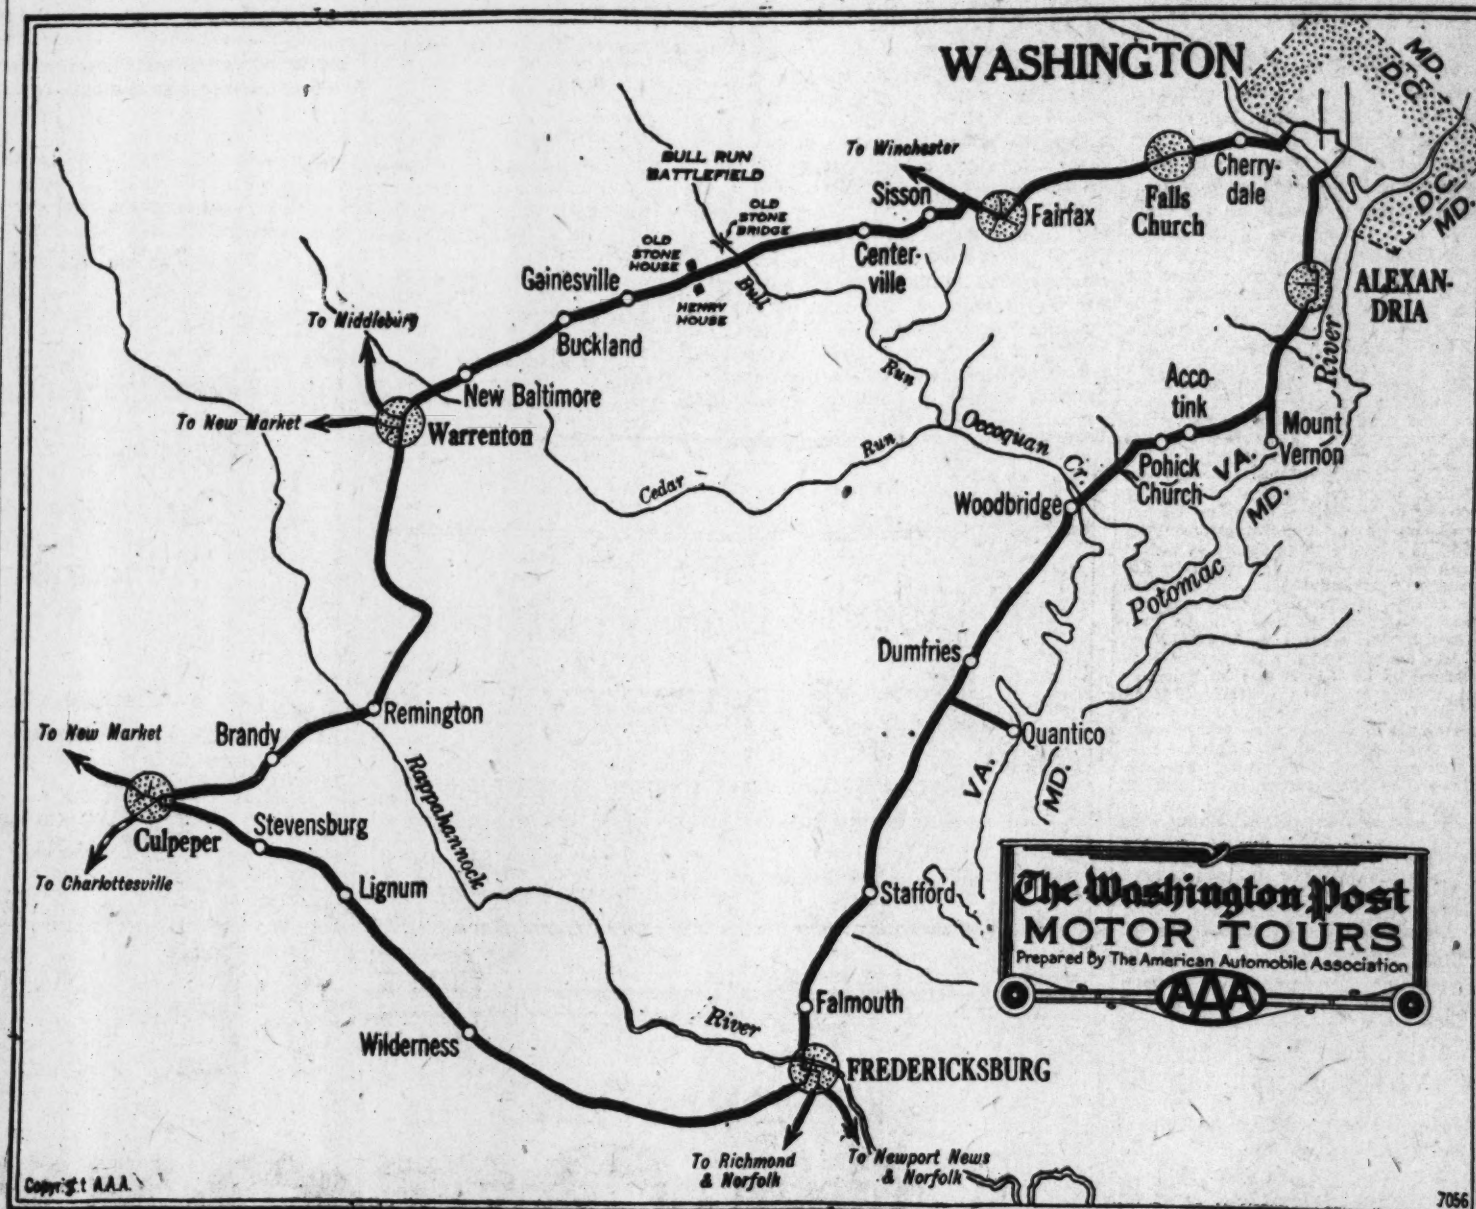 WASHINGTON
MD.
D.C.
D.C.
MD.
To Winchester
Cherry-
dale
BULL RUN
BATTLEFIELD
Sisson
Falls
Church
Fairfax
OLD
STONE
BRIDGE
OLD
STONE
HOUSE
Center-
ville
Gainesville
Bull
HENRY
HOUSE
ALEXAN-
DRIA
To Middleburg
Buckland
River
Run
Acco-
tink
New Baltimore
To New Market
Warrenton
Occoquan
Cr.
Mount
Vernon
Run
Pohick
Church
VA.
MD.
Cedar
Woodbridge
Potomac
Dumfries
Remington
To New Market
Brandy
Quantico
Rappahannock
VA.
MD.
Culpeper
Stevensburg
To Charlottesville
Lignum
Stafford
The Washington Post
MOTOR TOURS
Prepared By The American Automobile Association
AAA
Falmouth
River
Wilderness
FREDERICKSBURG
To Richmond
& Norfolk
To Newport News
& Norfolk
A.A.A.
7056